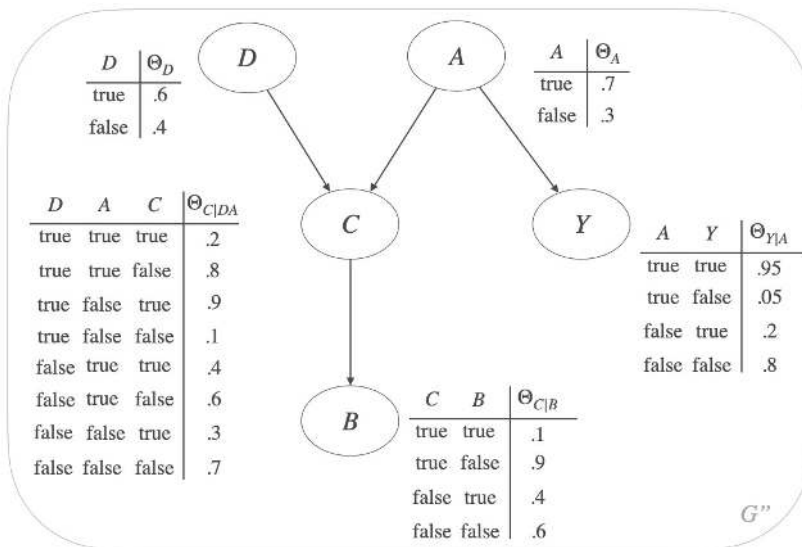 D Θ_D
true .6
false .4
D
A
A Θ_A
true .7
false .3
D A C Θ_C|DA
true true true .2
true true false .8
true false true .9
true false false .1
false true true .4
false true false .6
false false true .3
false false false .7
C
Y
A Y Θ_Y|A
true true .95
true false .05
false true .2
false false .8
B
C B Θ_C|B
true true .1
true false .9
false true .4
false false .6
G”